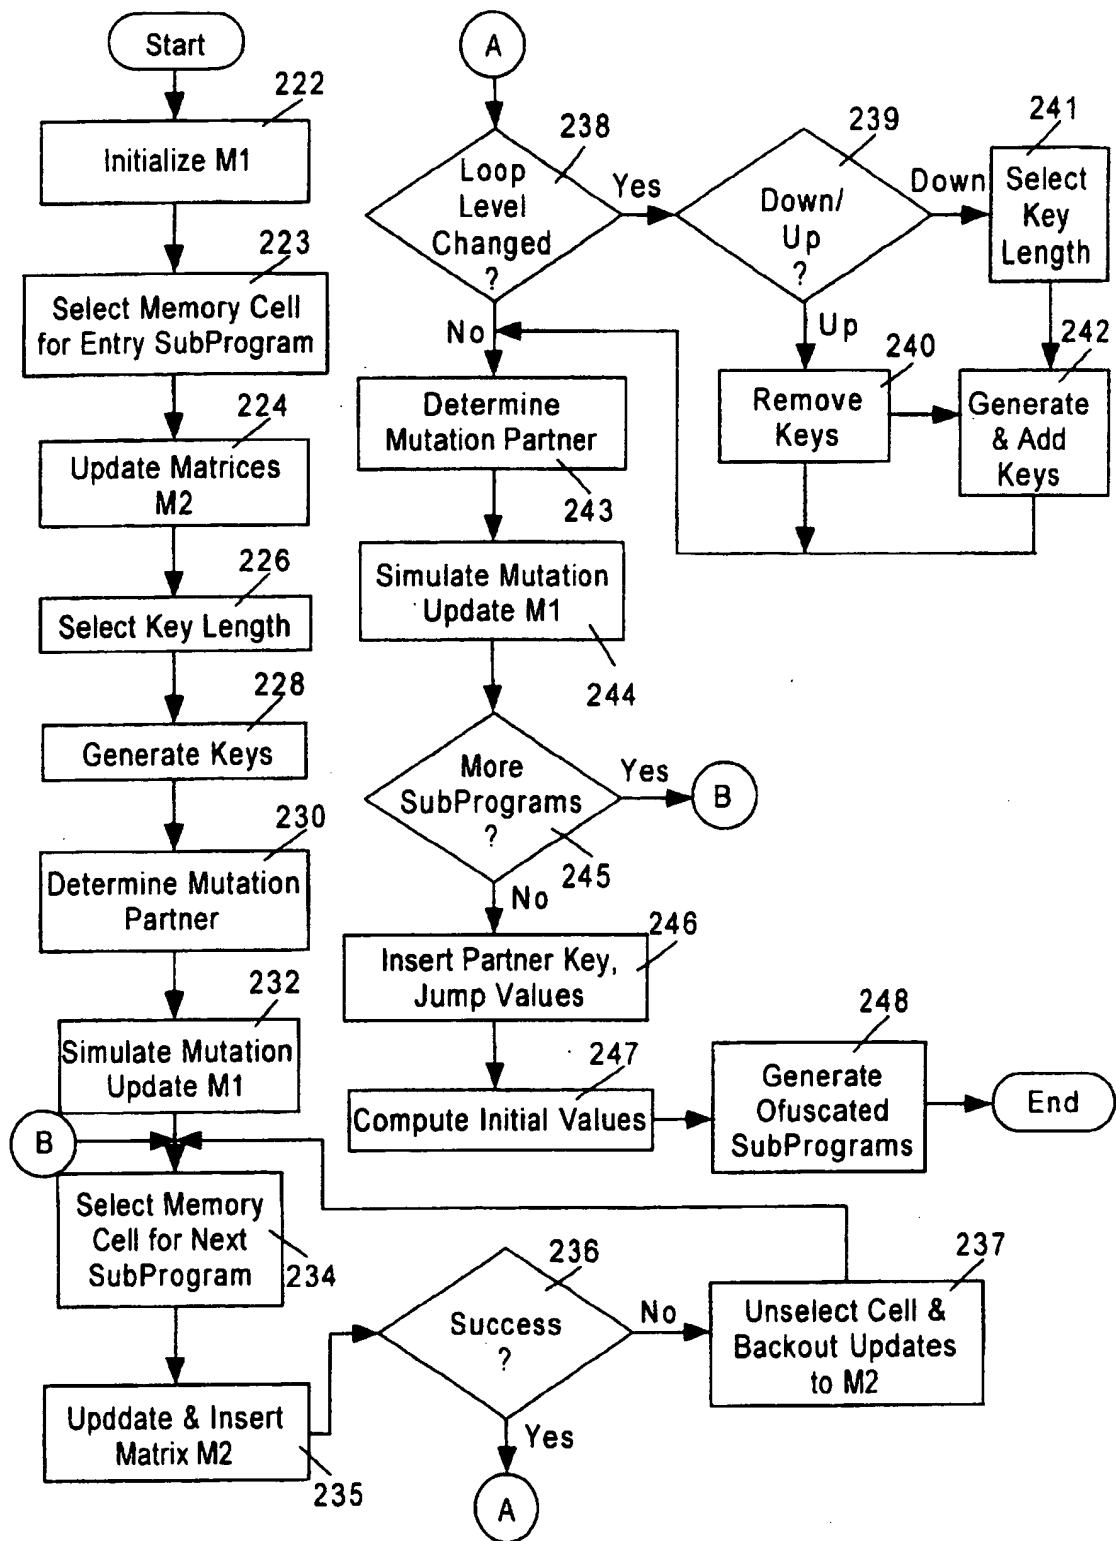 Start
222
Initialize M1
223
Select Memory Cell
for Entry SubProgram
224
Update Matrices
M2
226
Select Key Length
228
Generate Keys
230
Determine Mutation
Partner
232
Simulate Mutation
Update M1
B
Select Memory
Cell for Next
SubProgram
234
Upddate & Insert
Matrix M2
235
236
Success
?
No
Yes
A
237
Unselect Cell &
Backout Updates
to M2
A
238
Loop
Level
Changed
?
Yes
No
239
Down/
Up
?
Down
Up
241
Select
Key
Length
240
Remove
Keys
242
Generate
& Add
Keys
Determine
Mutation Partner
243
Simulate Mutation
Update M1
244
More
SubPrograms
?
245
Yes
B
No
Insert Partner Key,
Jump Values
246
247
Compute Initial Values
248
Generate
Ofuscated
SubPrograms
End